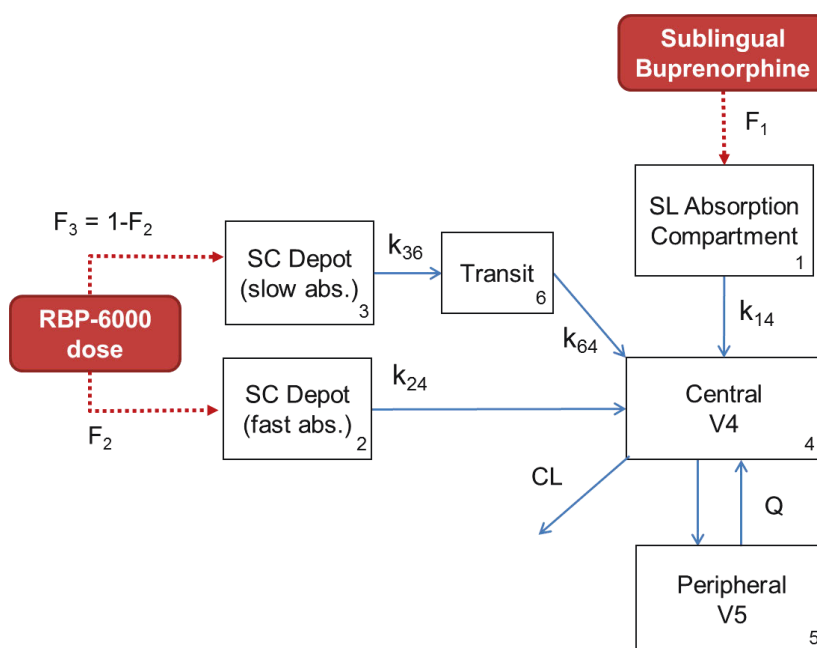 Sublingual
Buprenorphine
F₁
SL Absorption
Compartment
1
F₃ = 1-F₂
SC Depot
(slow abs.)
3
k₃₆
Transit
6
k₁₄
RBP-6000
dose
k₆₄
F₂
SC Depot
(fast abs.)
2
k₂₄
Central
V4
4
CL
Q
Peripheral
V5
5